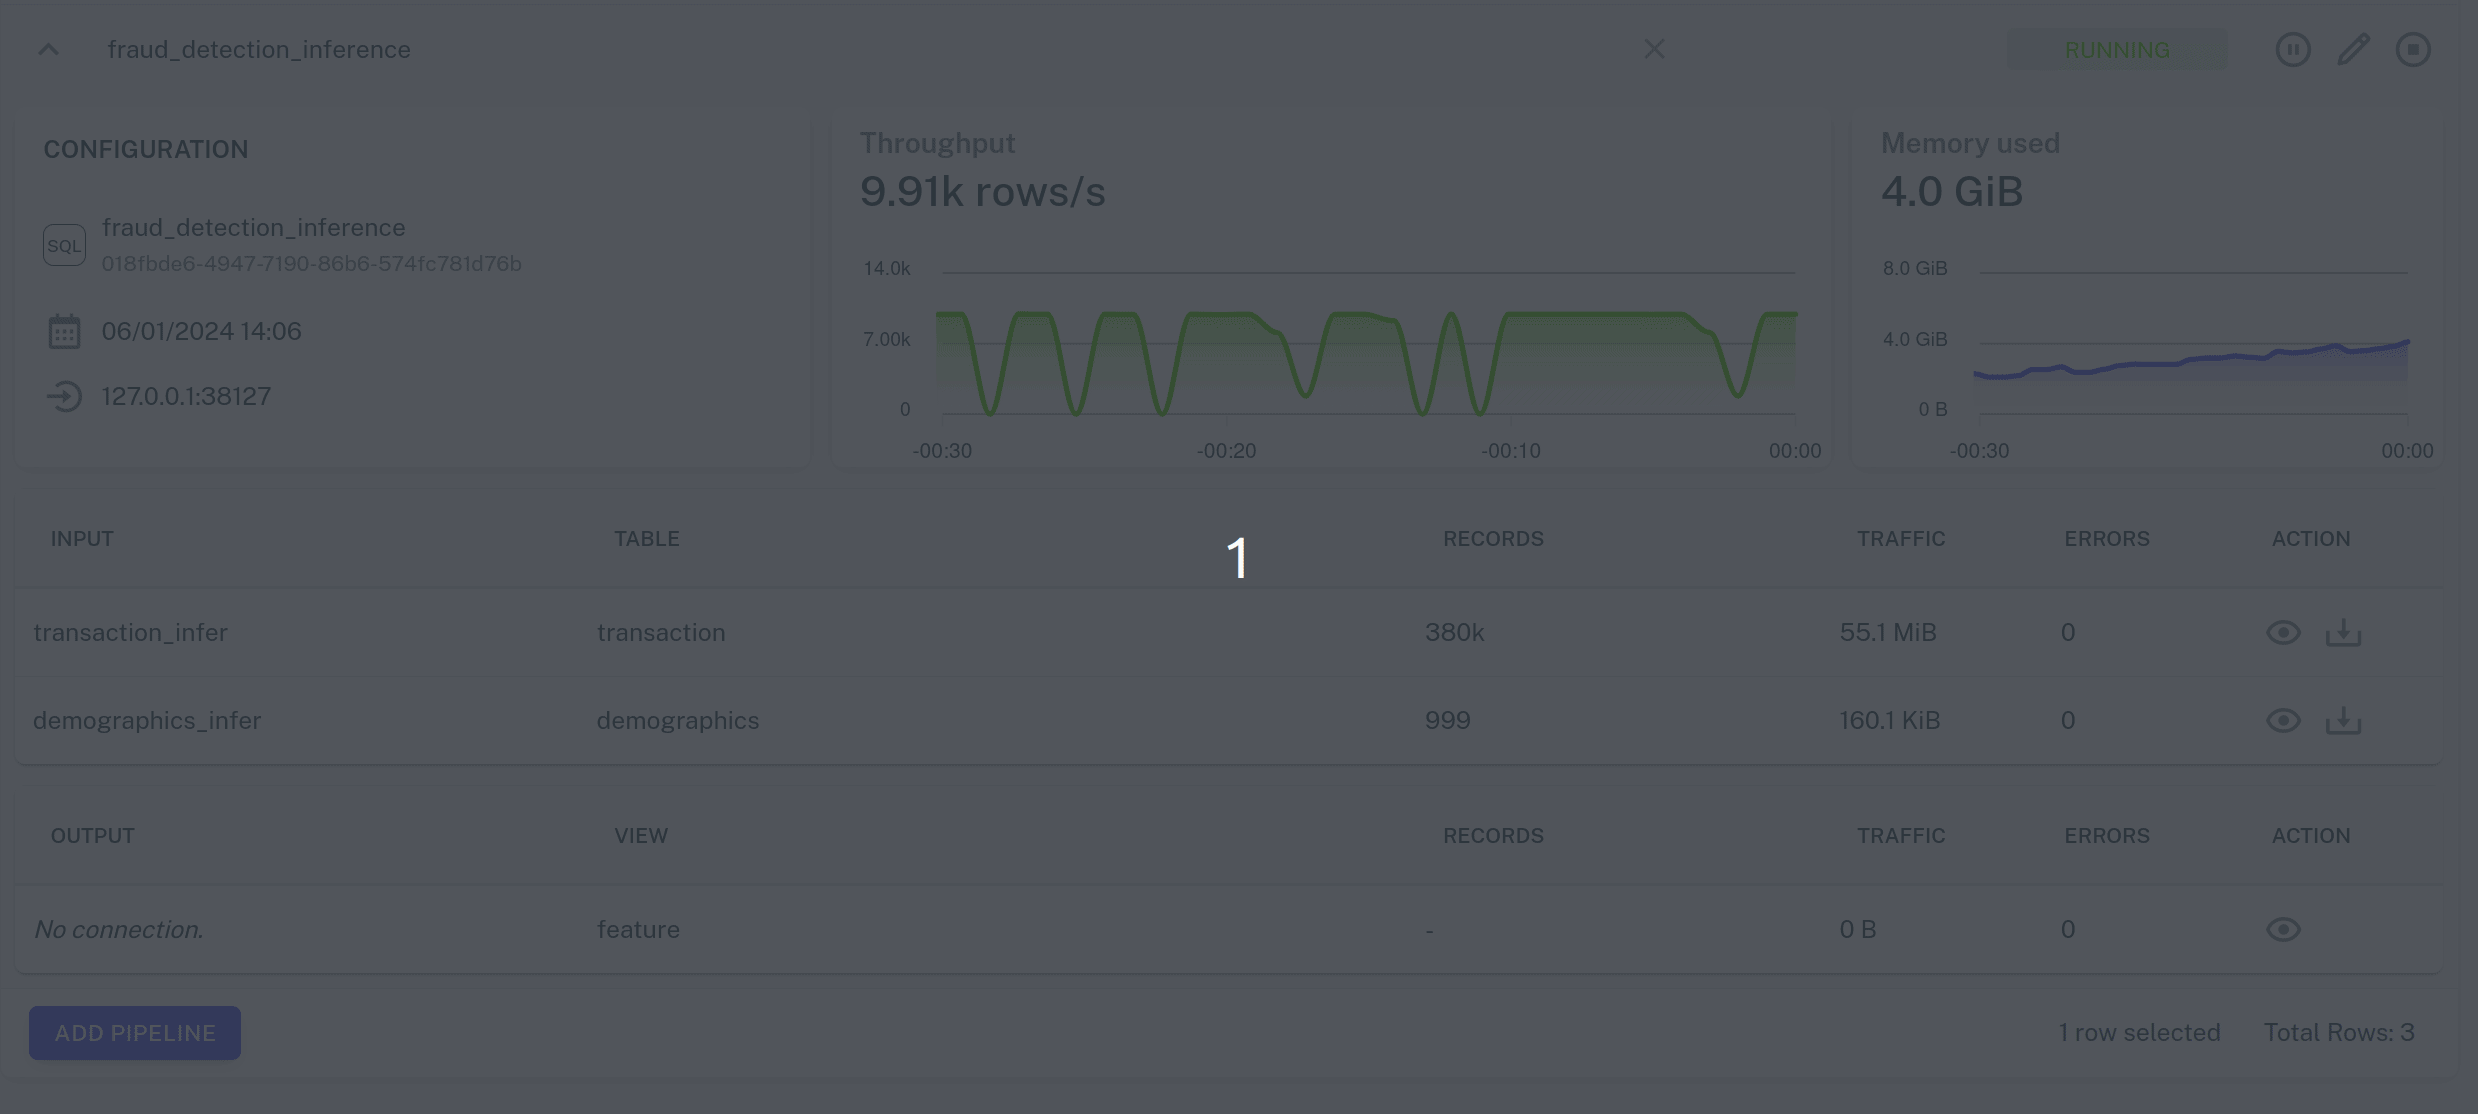 fraud_detection_inference
RUNNING
CONFIGURATION
SQL
fraud_detection_inference
018fbde6-4947-7190-86b6-574fc781d76b
06/01/2024 14:06
127.0.0.1:38127
Throughput
9.91k rows/s
14.0k
7.00k
0
-00:30 -00:20 -00:10 00:00
Memory used
4.0 GiB
8.0 GiB
4.0 GiB
0 B
-00:30 00:00
INPUT TABLE RECORDS TRAFFIC ERRORS ACTION
1
transaction_infer transaction 380k 55.1 MiB 0
demographics_infer demographics 999 160.1 KiB 0
OUTPUT VIEW RECORDS TRAFFIC ERRORS ACTION
No connection. feature - 0 B 0
ADD PIPELINE 1 row selected Total Rows: 3